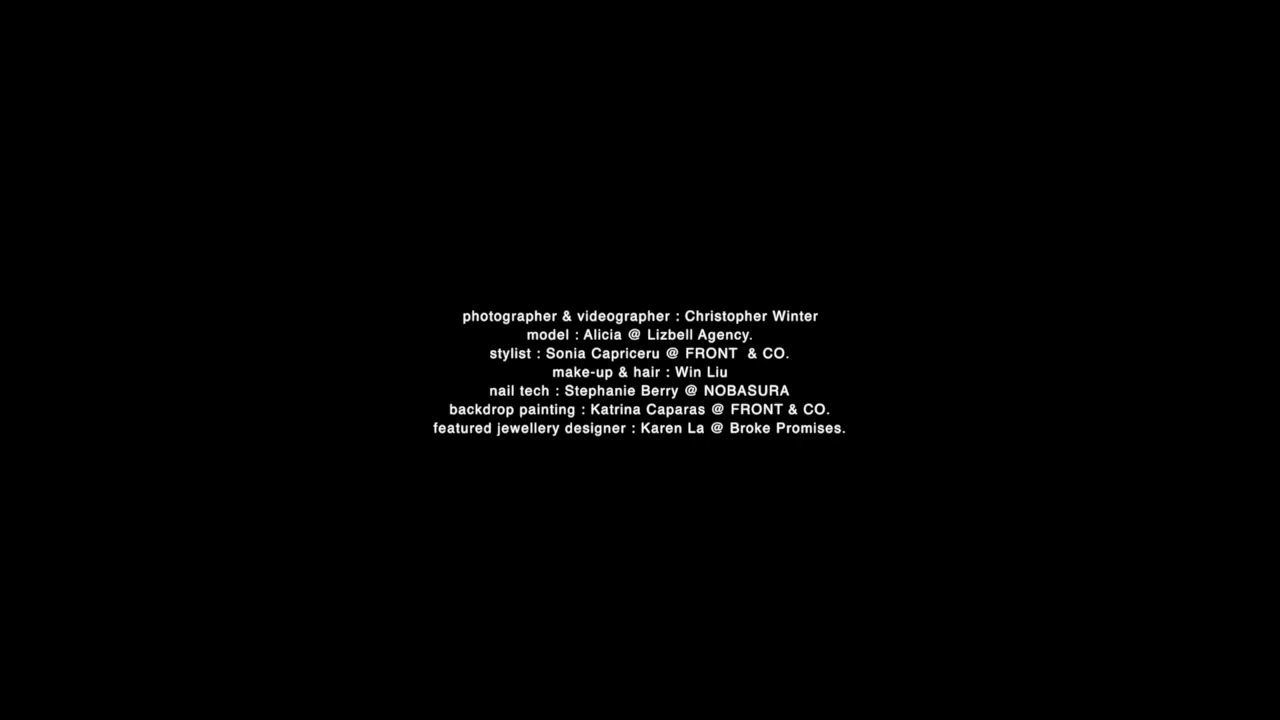 photographer & videographer : Christopher Winter
model : Alicia @ Lizbell Agency.
stylist : Sonia Capriceru @ FRONT  & CO.
make-up & hair : Win Liu
nail tech : Stephanie Berry @ NOBASURA
backdrop painting : Katrina Caparas @ FRONT & CO.
featured jewellery designer : Karen La @ Broke Promises.